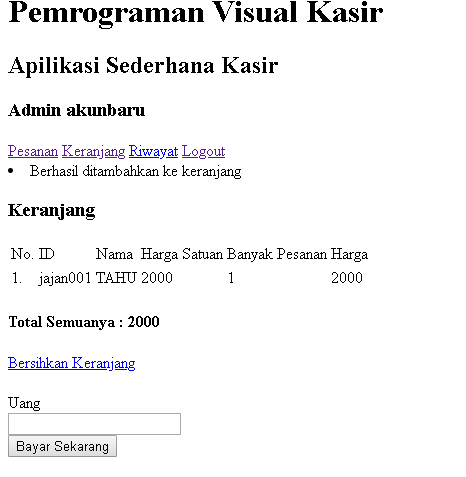 Pemrograman Visual Kasir
Apilikasi Sederhana Kasir
Admin akunbaru
Pesanan Keranjang Riwayat Logout
• Berhasil ditambahkan ke keranjang
Keranjang
No. ID Nama Harga Satuan Banyak Pesanan Harga
1. jajan001 TAHU 2000 1 2000
Total Semuanya : 2000
Bersihkan Keranjang
Uang
Bayar Sekarang